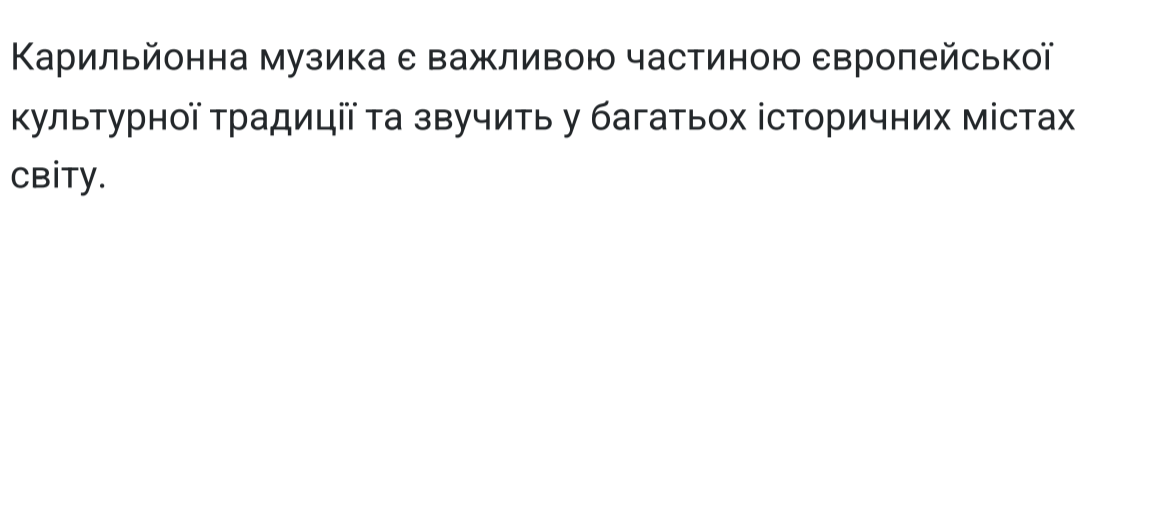 Карильйонна музика є важливою частиною європейської
культурної традиції та звучить у багатьох історичних містах
світу.